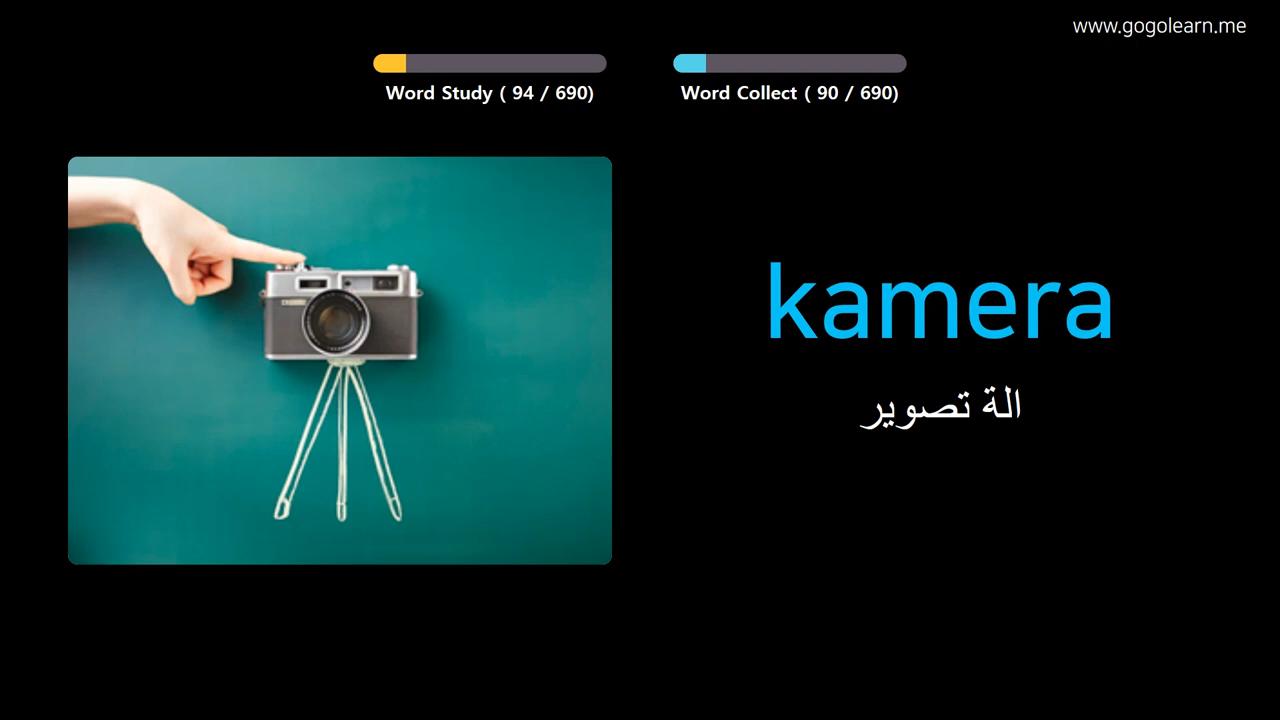 www.gogolearn.me
Word Study ( 94 / 690)
Word Collect ( 90 / 690)
kamera
الة تصوير